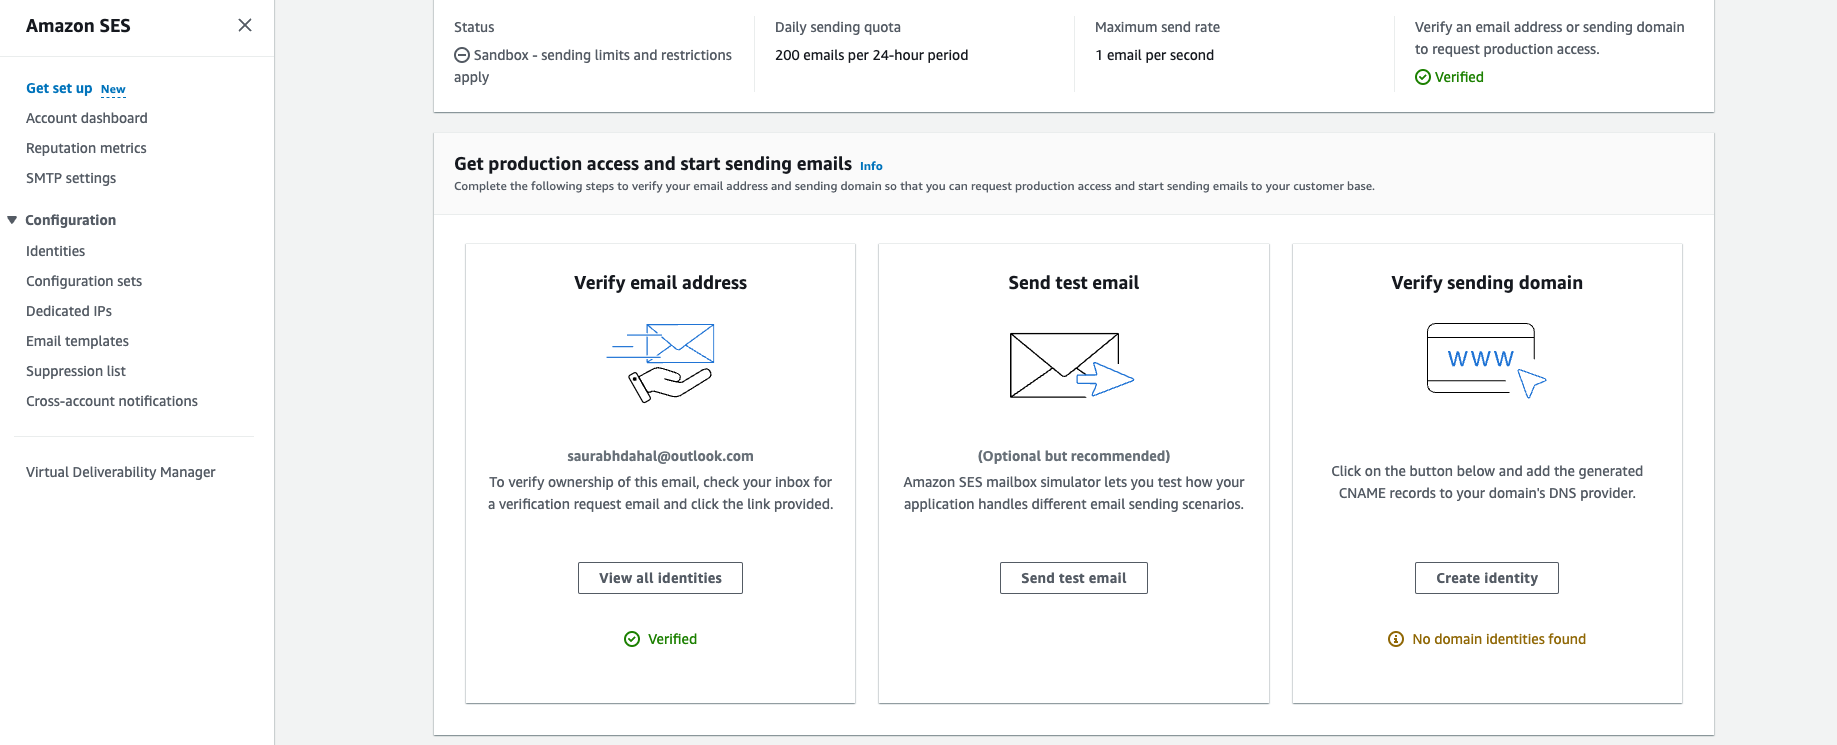 Amazon SES
Get set up New
Account dashboard
Reputation metrics
SMTP settings
Configuration
Identities
Configuration sets
Dedicated IPs
Email templates
Suppression list
Cross-account notifications
Virtual Deliverability Manager
Status
Sandbox - sending limits and restrictions
apply
Daily sending quota
200 emails per 24-hour period
Maximum send rate
1 email per second
Verify an email address or sending domain
to request production access.
Verified
Get production access and start sending emails Info
Complete the following steps to verify your email address and sending domain so that you can request production access and start sending emails to your customer base.
Verify email address
saurabhdahal@outlook.com
To verify ownership of this email, check your inbox for
a verification request email and click the link provided.
View all identities
Verified
Send test email
(Optional but recommended)
Amazon SES mailbox simulator lets you test how your
application handles different email sending scenarios.
Send test email
Verify sending domain
WWW
Click on the button below and add the generated
CNAME records to your domain's DNS provider.
Create identity
No domain identities found